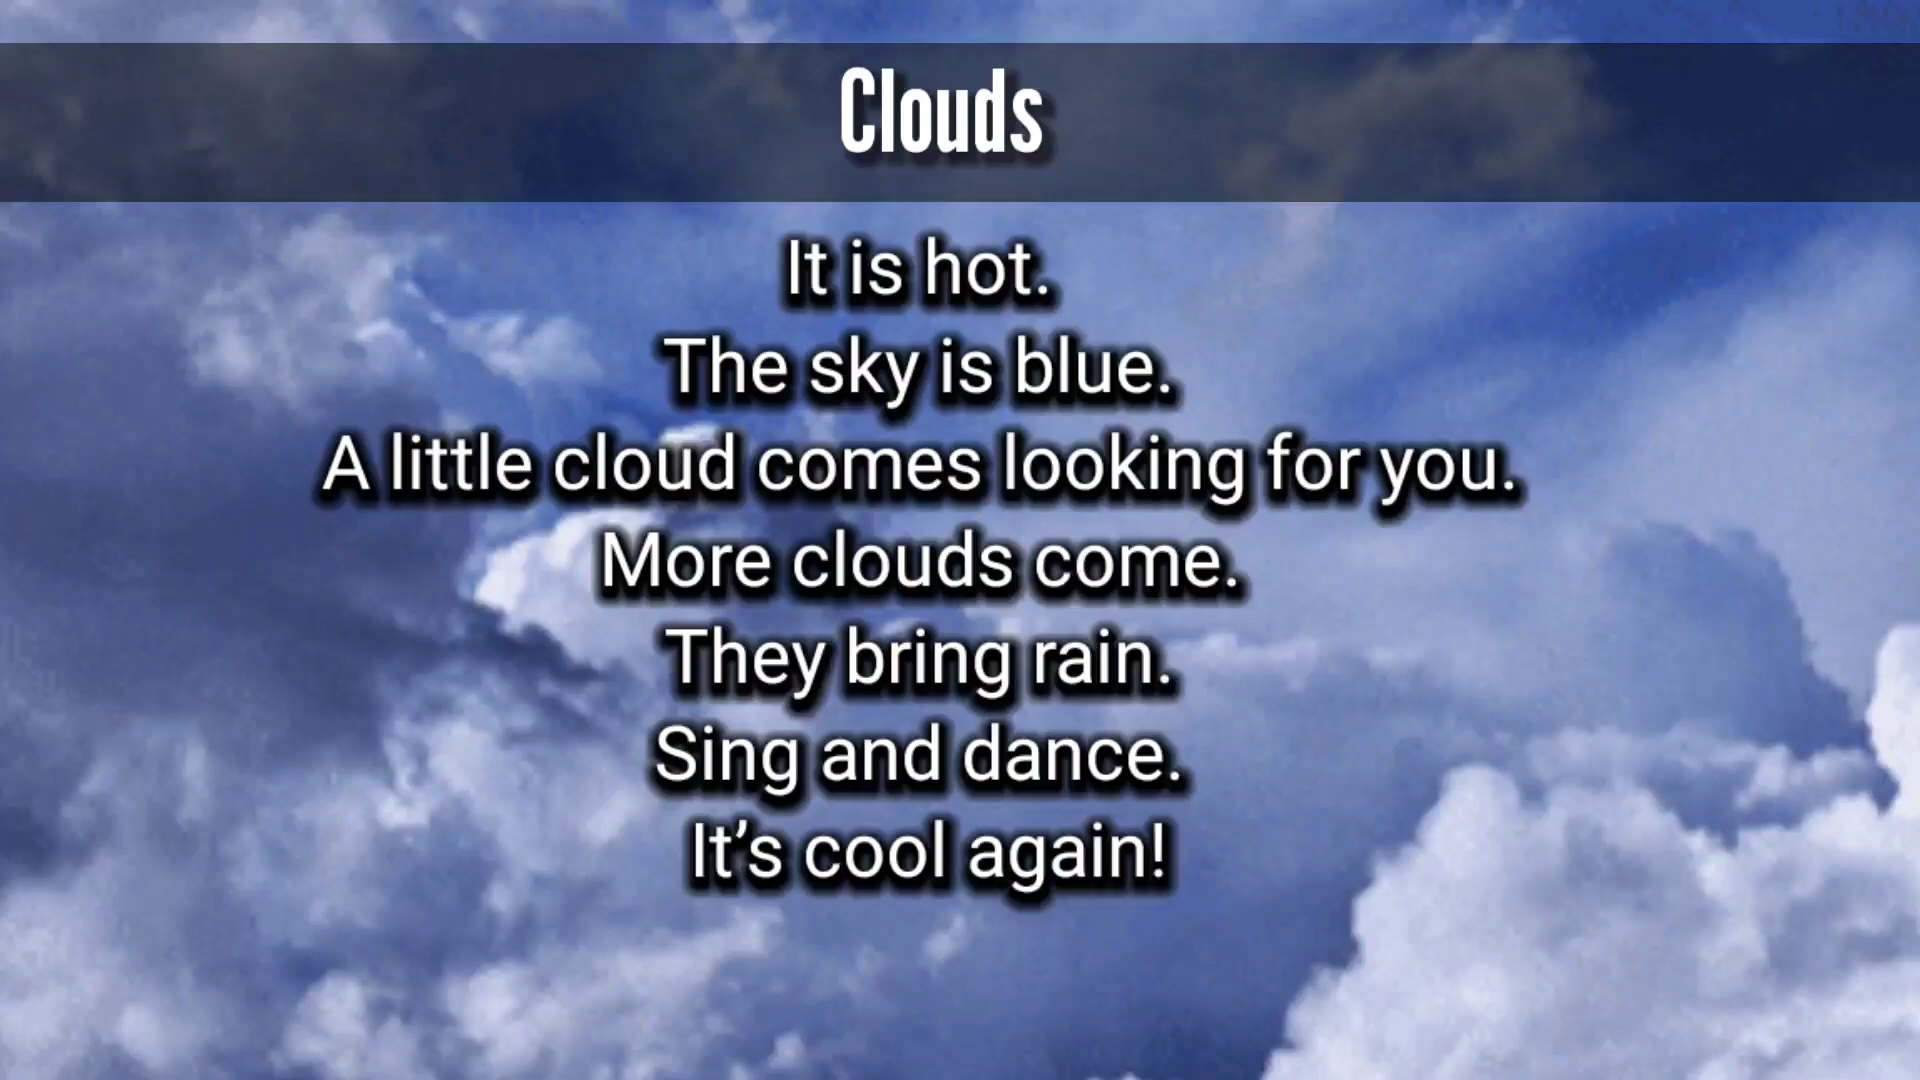 Clouds
It is hot.
The sky is blue.
A little cloud comes looking for you.
More clouds come.
They bring rain.
Sing and dance.
It’s cool again!